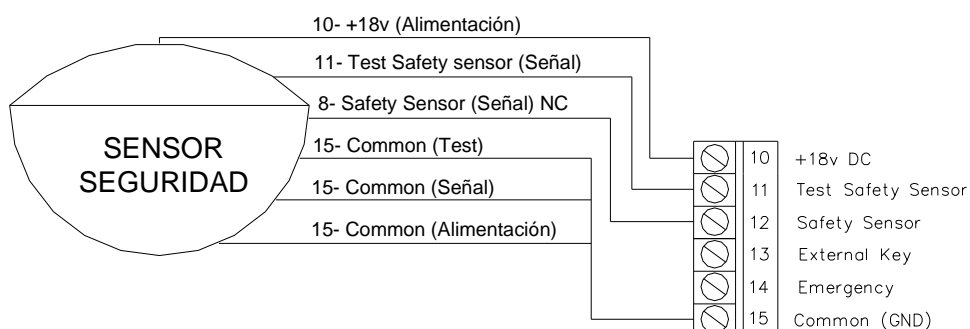 10- +18v (Alimentación)
11- Test Safety sensor (Señal)
8- Safety Sensor (Señal) NC
15- Common (Test)
15- Common (Señal)
15- Common (Alimentación)
SENSOR
SEGURIDAD
10 +18v DC
11 Test Safety Sensor
12 Safety Sensor
13 External Key
14 Emergency
15 Common (GND)